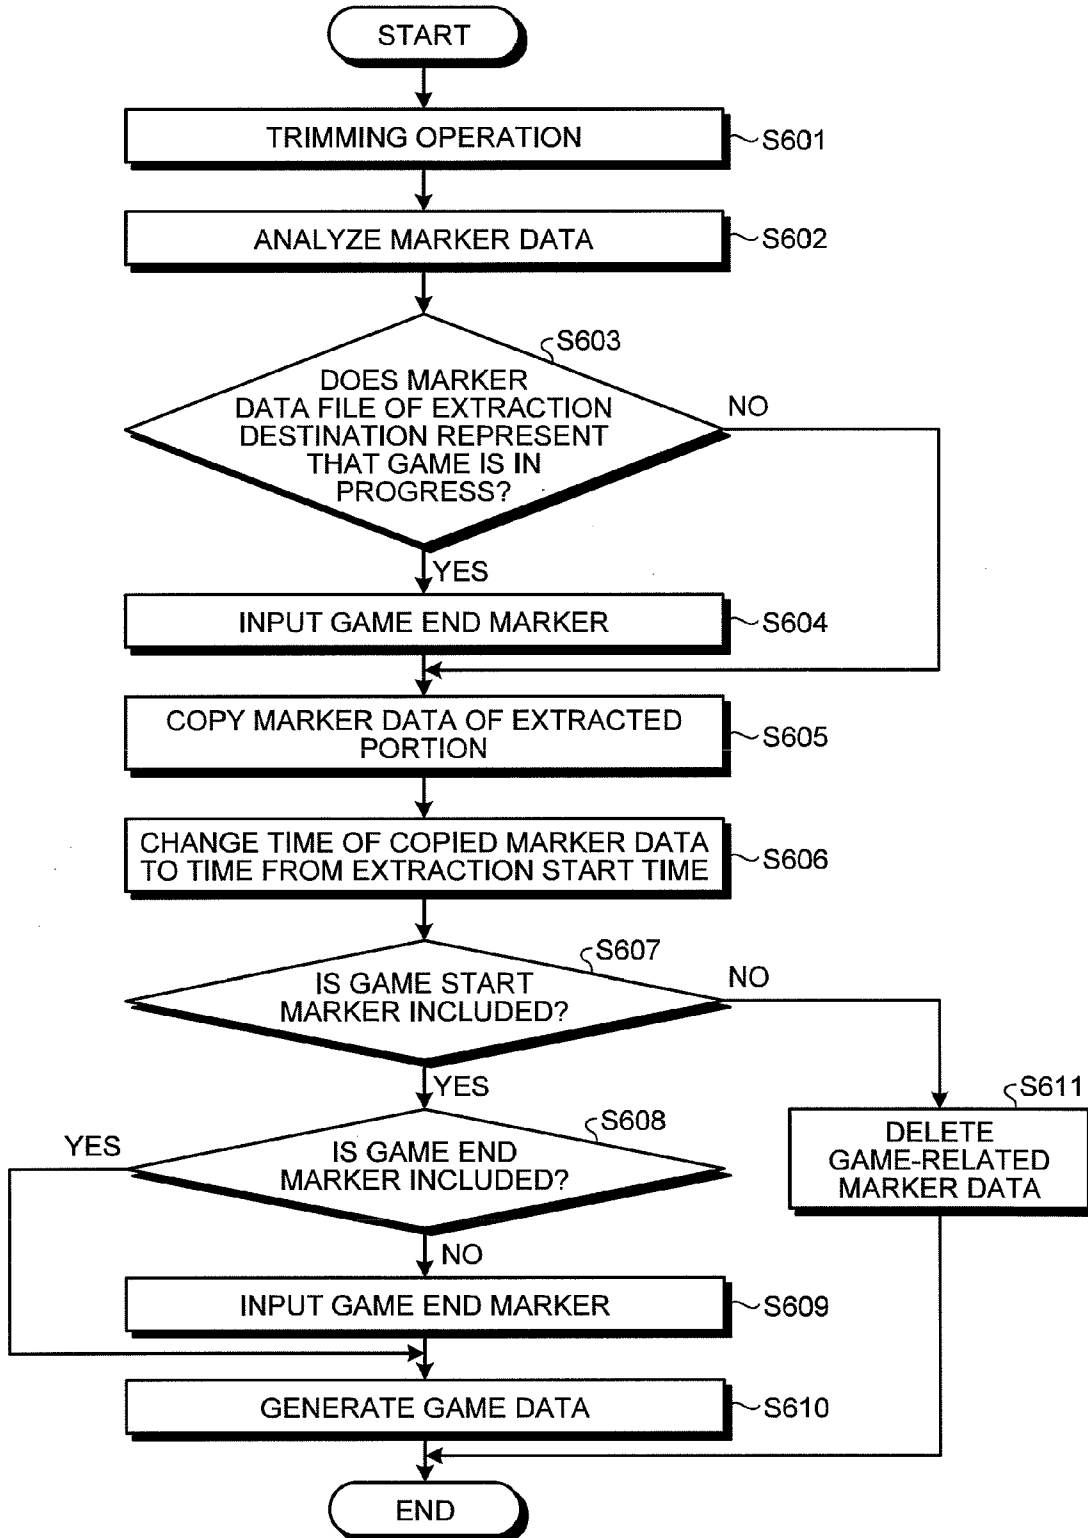 START
TRIMMING OPERATION
S601
ANALYZE MARKER DATA
S602
S603
DOES MARKER
DATA FILE OF EXTRACTION
DESTINATION REPRESENT
THAT GAME IS IN
PROGRESS?
NO
YES
INPUT GAME END MARKER
S604
COPY MARKER DATA OF EXTRACTED
PORTION
S605
CHANGE TIME OF COPIED MARKER DATA
TO TIME FROM EXTRACTION START TIME
S606
S607
IS GAME START
MARKER INCLUDED?
NO
YES
S611
DELETE
GAME-RELATED
MARKER DATA
S608
YES
IS GAME END
MARKER INCLUDED?
NO
INPUT GAME END MARKER
S609
GENERATE GAME DATA
S610
END